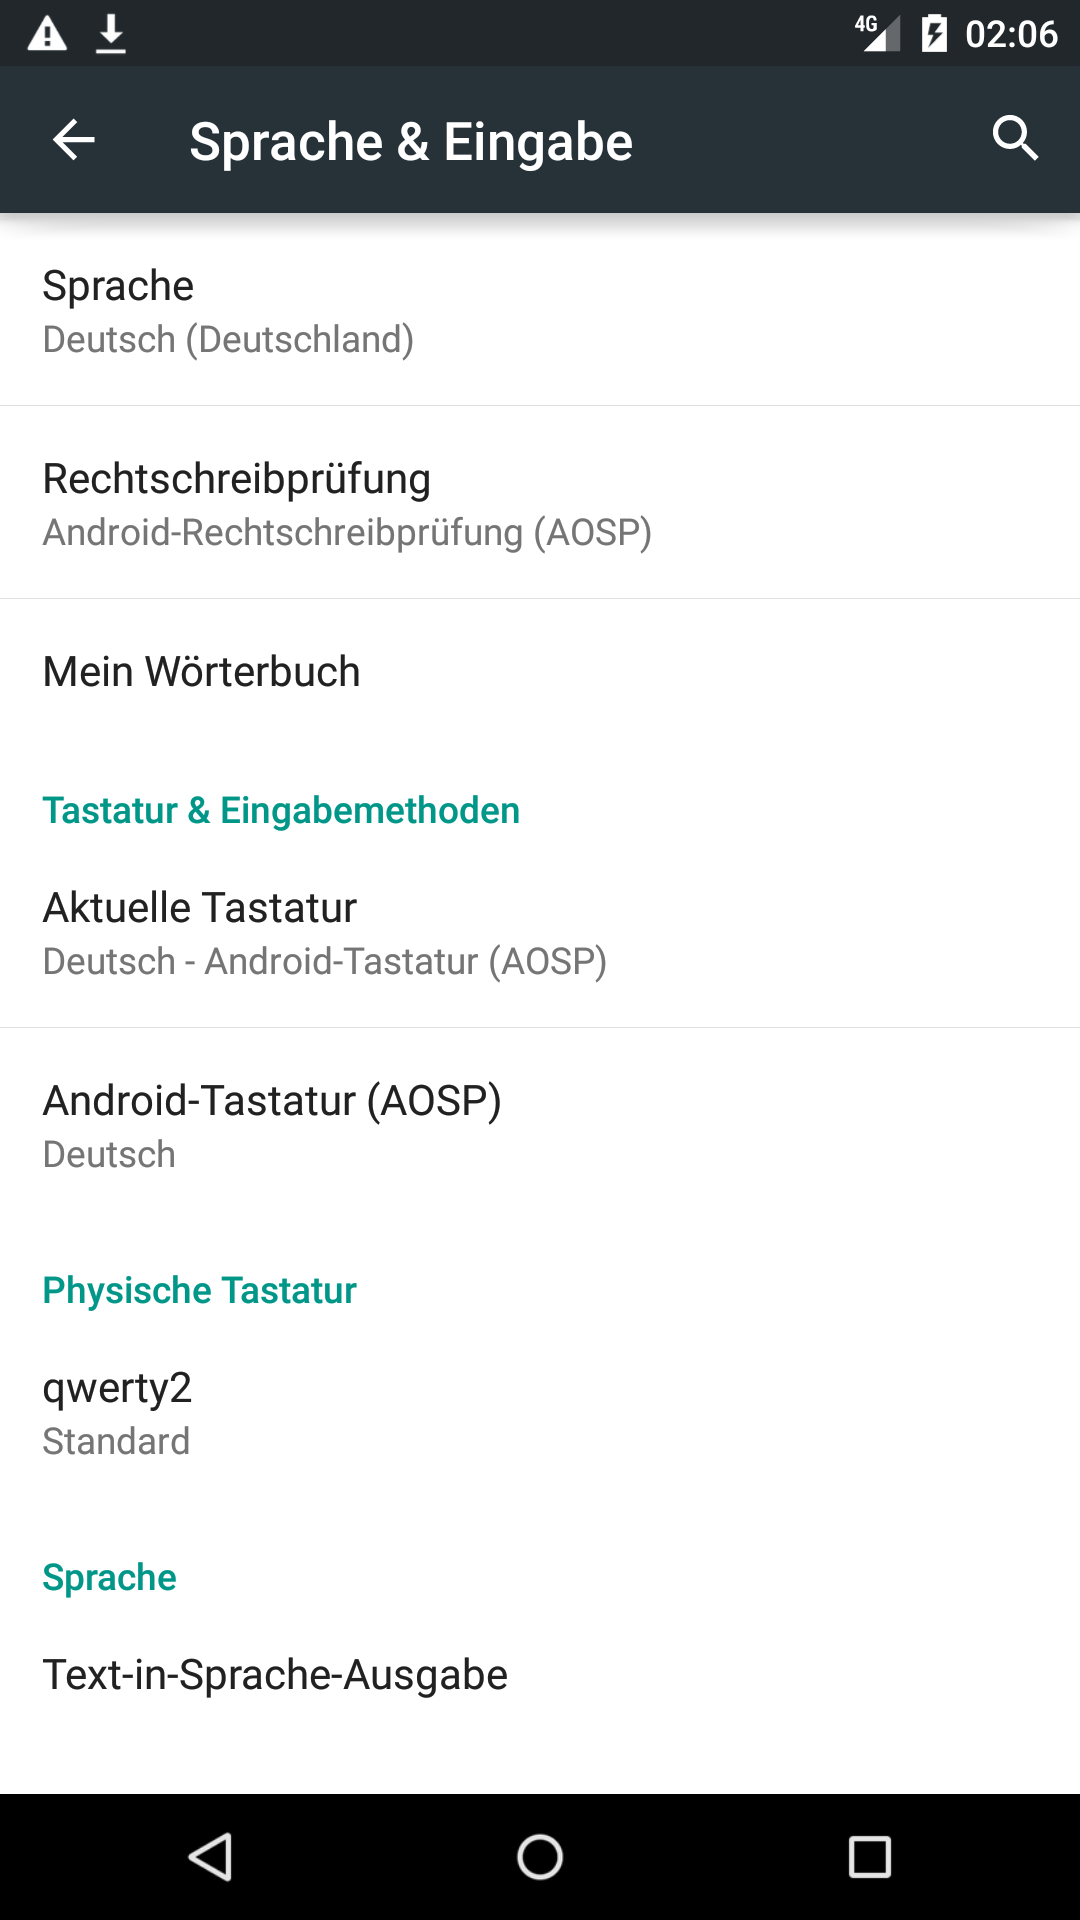 4G 02:06
Sprache & Eingabe
Sprache
Deutsch (Deutschland)
Rechtschreibprüfung
Android-Rechtschreibprüfung (AOSP)
Mein Wörterbuch
Tastatur & Eingabemethoden
Aktuelle Tastatur
Deutsch - Android-Tastatur (AOSP)
Android-Tastatur (AOSP)
Deutsch
Physische Tastatur
qwerty2
Standard
Sprache
Text-in-Sprache-Ausgabe